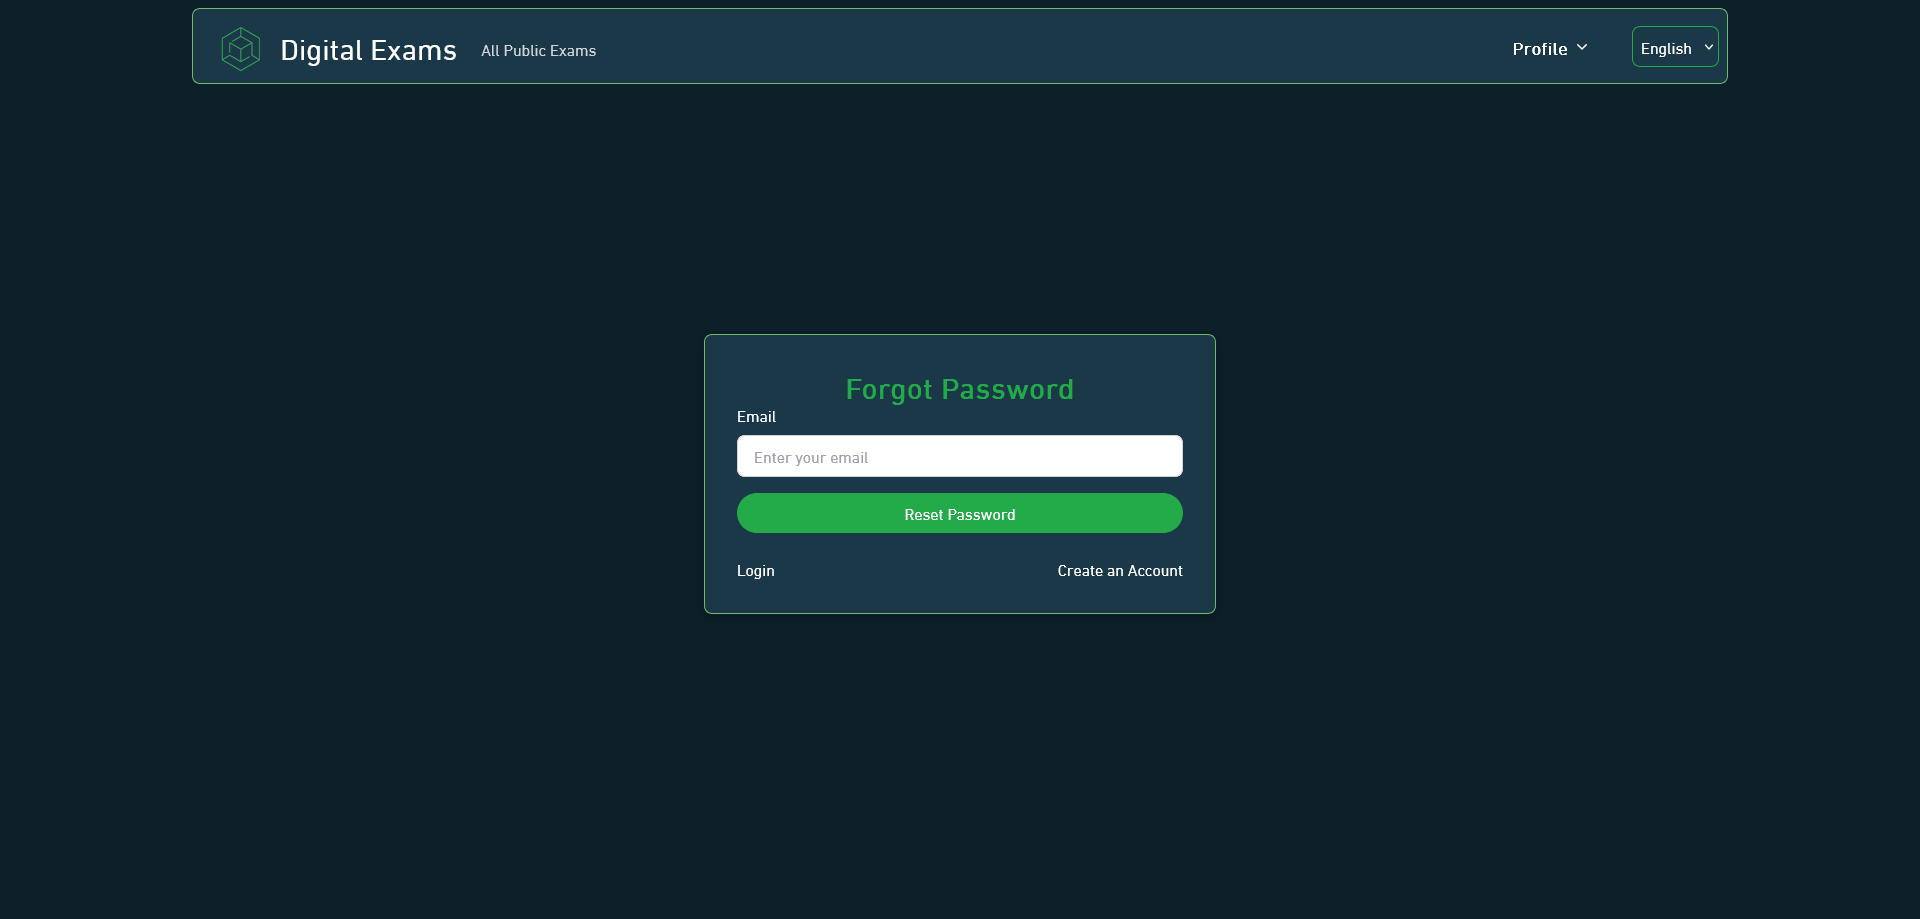 Digital Exams All Public Exams Profile English
Forgot Password
Email
Enter your email
Reset Password
Login Create an Account